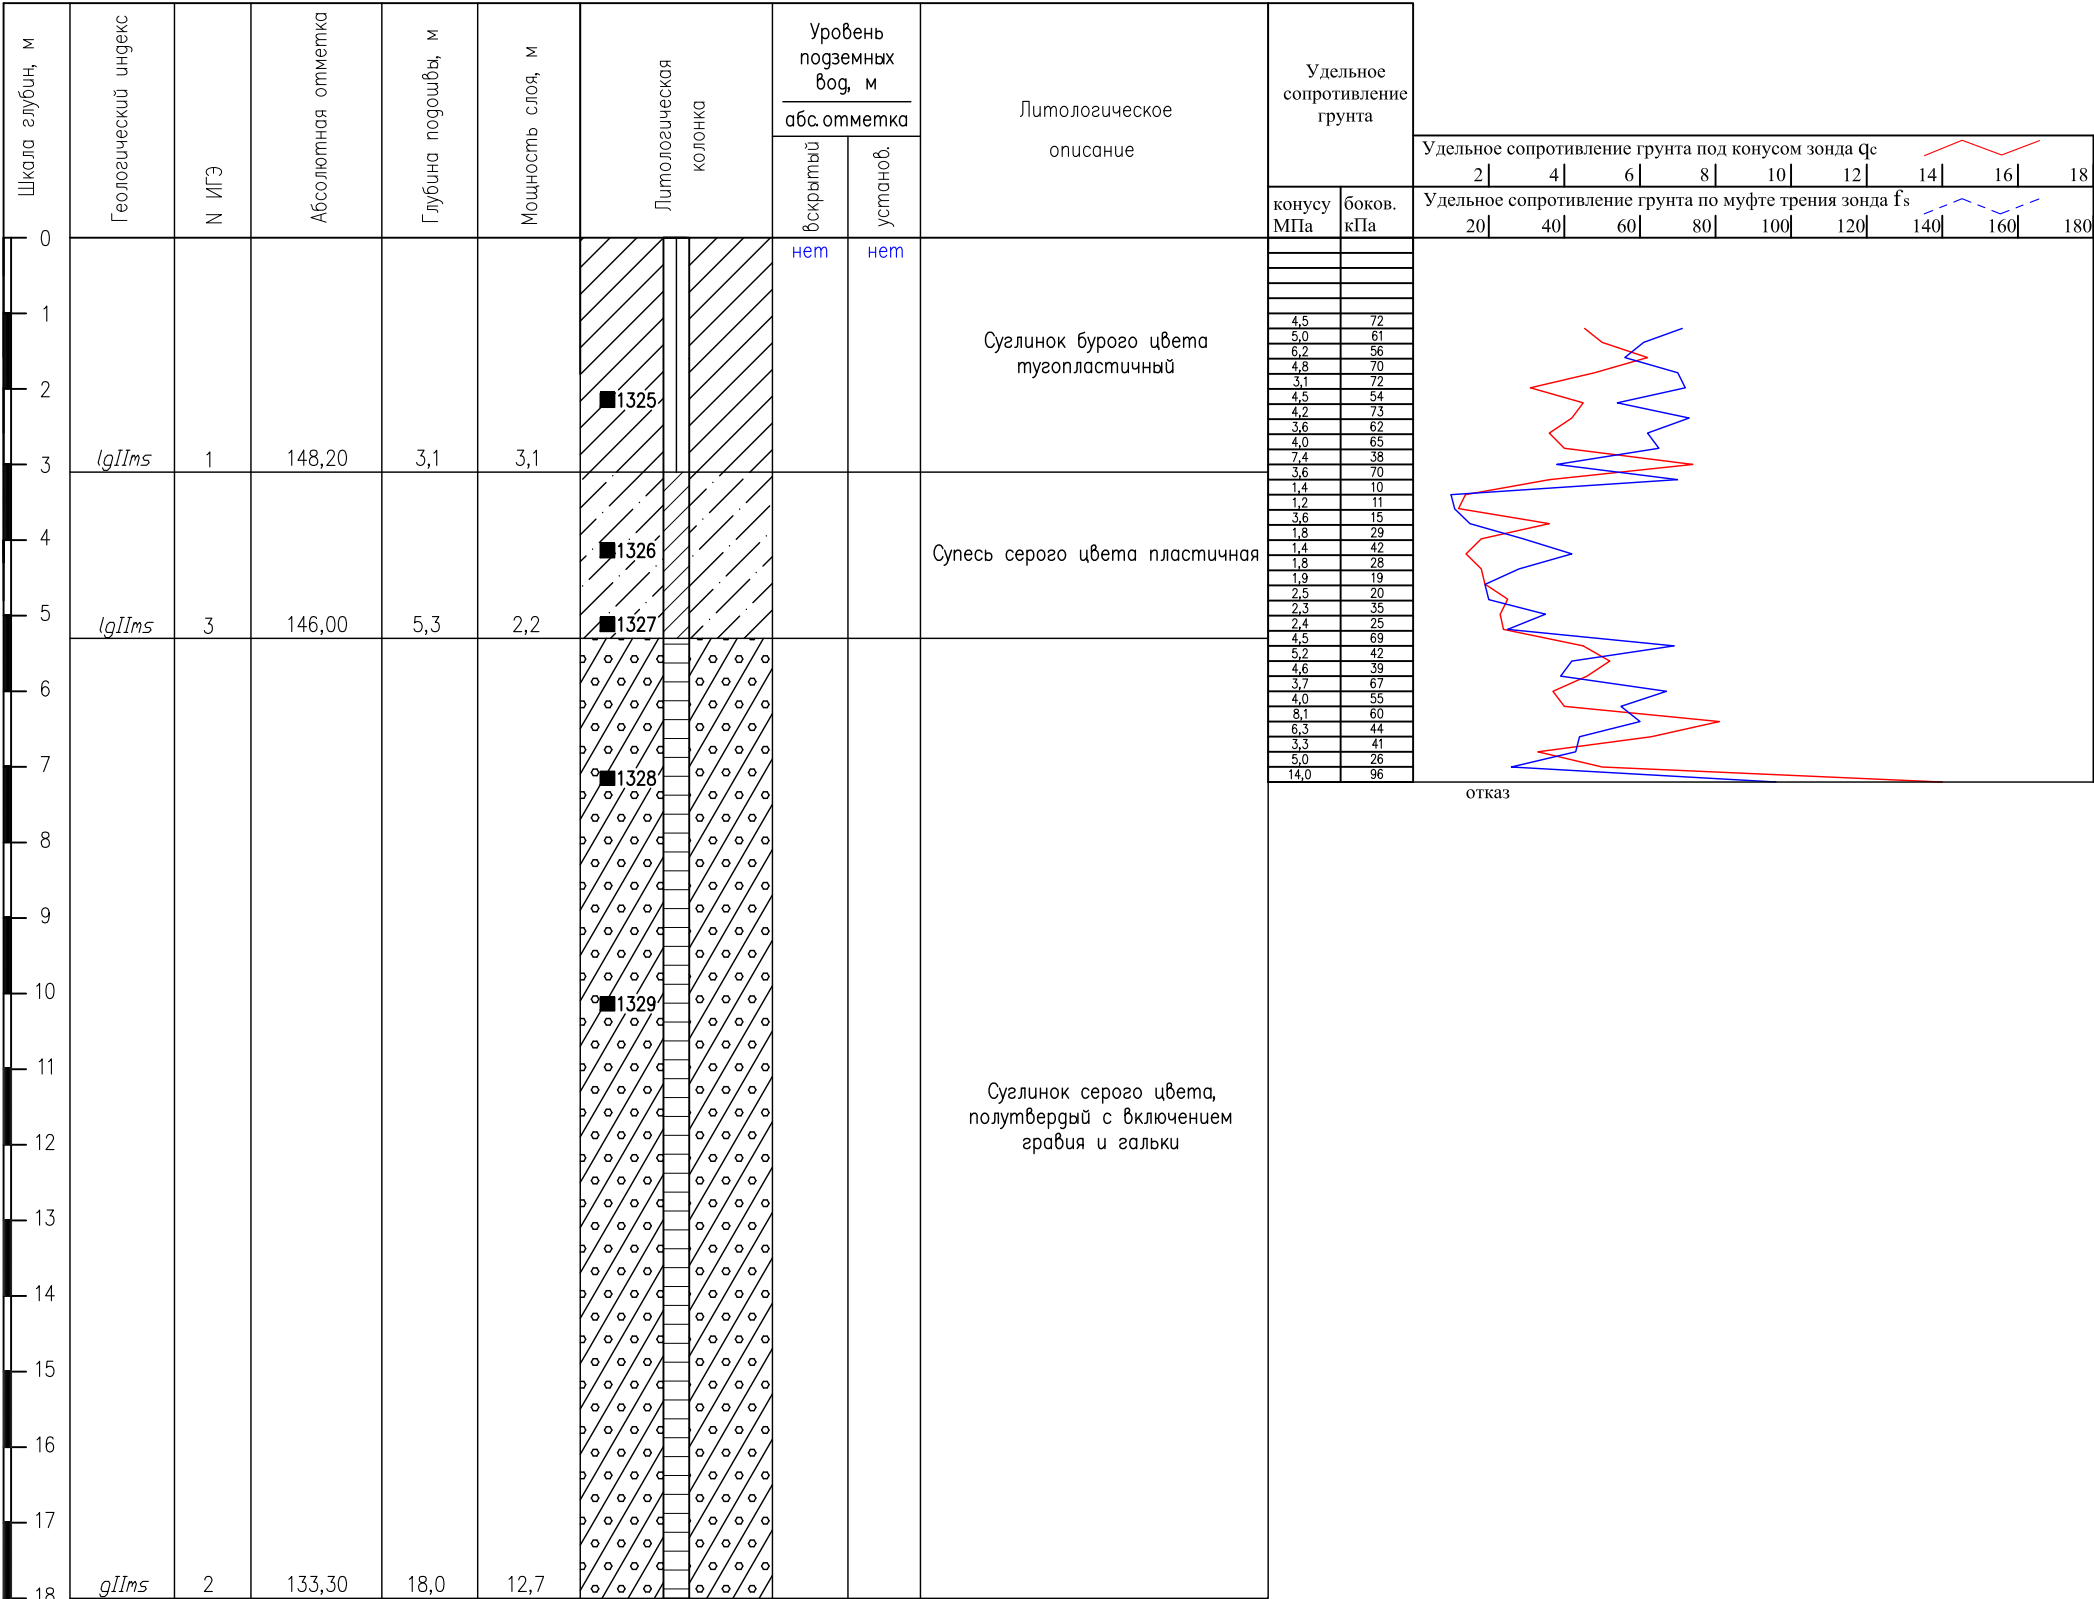 Шкала глубин, м
Геологический индекс
N ИГЭ
Абсолютная отметка
Глубина подошвы, м
Мощность слоя, м
Литологическая
колонка
Уровень
подземных
вод, м
абс.отметка
вскрытый
установ.
Литологическое
описание
Удельное
сопротивление
грунта
конусу
МПа
боков.
кПа
Удельное сопротивление грунта под конусом зонда qc
2 4 6 8 10 12 14 16 18
Удельное сопротивление грунта по муфте трения зонда fs
20 40 60 80 100 120 140 160 180
0
нет нет
1
2
3
4
5
6
7
8
9
10
11
12
13
14
15
16
17
18
lgIIms 1 148,20 3,1 3,1
lgIIms 3 146,00 5,3 2,2
gIIms 2 133,30 18,0 12,7
1325
1326
1327
1328
1329
Суглинок бурого цвета
тугопластичный
Супесь серого цвета пластичная
Суглинок серого цвета,
полутвердый с включением
гравия и гальки
4,5 72
5,0 61
6,2 56
4,8 70
3,1 72
4,5 54
4,2 73
3,6 62
4,0 65
7,4 38
3,6 70
1,4 10
1,2 11
3,6 15
1,8 29
1,4 42
1,8 28
1,9 19
2,5 20
2,3 35
2,4 25
4,5 69
5,2 42
4,6 39
3,7 67
4,0 55
8,1 60
6,3 44
3,3 41
5,0 26
14,0 96
отказ